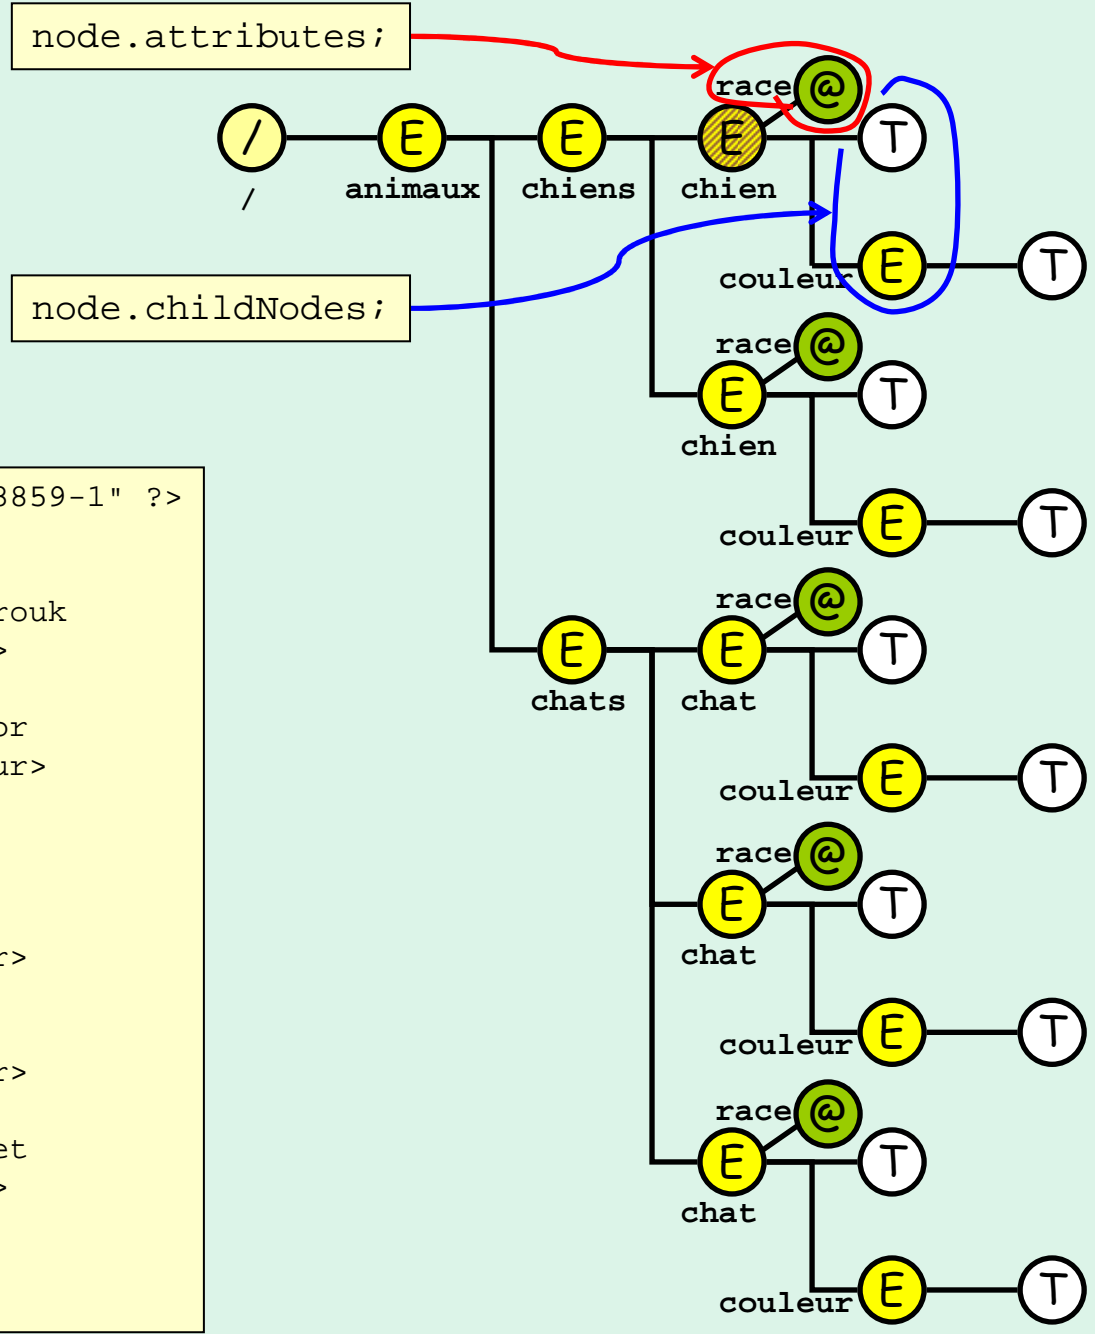 node.attributes;
race @
/ E E E T
/ animaux chiens chien
couleur E T
node.childNodes;
race @
E T
chien
8859-1" ?>
couleur E T
rouk
race @
>
E E T
chats chat
or
ur>
couleur E T
race @
E T
chat
r>
couleur E T
r>
race @
et
E T
>
chat
couleur E T